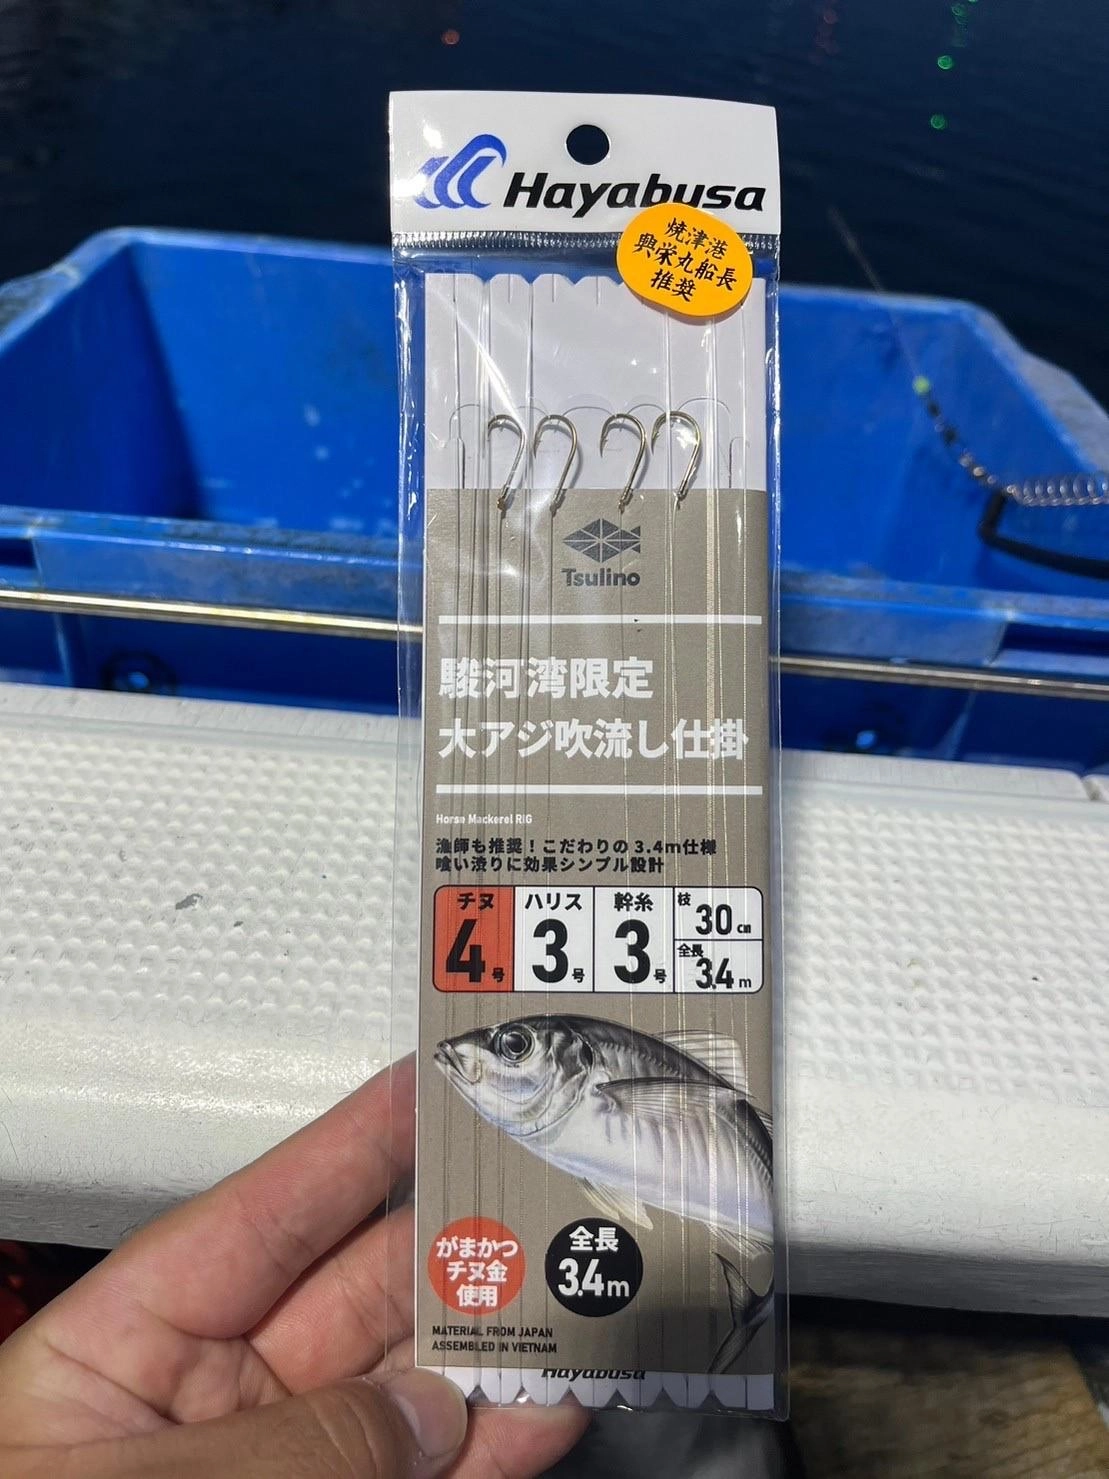 Hayabusa
焼津港
興栄丸船長
推奨
Tsulino
駿河湾限定
大アジ吹流し仕掛
Horse Mackerel RIG
漁師も推奨！こだわりの3.4m仕様
喰い渋りに効果シンプル設計
チヌ 4号
ハリス 3号
幹糸 3号
枝 30cm
全長 3.4m
がまかつ
チヌ金
使用
全長
3.4m
MATERIAL FROM JAPAN
ASSEMBLED IN VIETNAM
Hayabusa